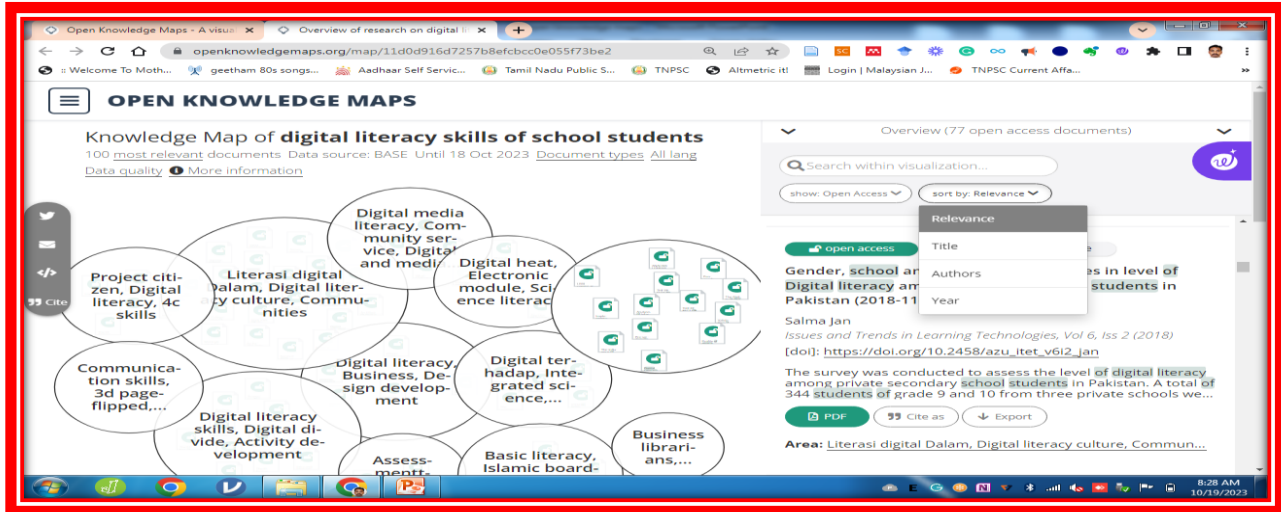 Open Knowledge Maps - A visua
Overview of research on digital li
openknowledgemaps.org/map/11d0d916d7257b8efcbcc0e055f73be2
:: Welcome To Moth...
geetham 80s songs...
Aadhaar Self Servic...
Tamil Nadu Public S...
TNPSC
Altmetric it!
Login | Malaysian J...
TNPSC Current Affa...
OPEN KNOWLEDGE MAPS
Knowledge Map of digital literacy skills of school students
100 most relevant documents Data source: BASE Until 18 Oct 2023 Document types All lang
Data quality More information
Cite
Digital media
literacy, Com-
munity ser-
vice, Digital
and medi
Project citi-
zen, Digital
literacy, 4c
skills
Literasi digital
Dalam, Digital liter-
acy culture, Commu-
nities
Digital heat,
Electronic
module, Sci-
ence literac
Communica-
tion skills,
3d page-
flipped,...
Digital literacy,
Business, De-
sign develop-
ment
Digital ter-
hadap, Inte-
grated sci-
ence,...
Digital literacy
skills, Digital di-
vide, Activity de-
velopment
Assess-
mentt-
Basic literacy,
Islamic board-
Business
librari-
ans,...
Overview (77 open access documents)
Search within visualization...
show: Open Access
sort by: Relevance
Relevance
Title
Authors
Year
open access
Gender, school ar
es in level of
Digital literacy am
students in
Pakistan (2018-11
Salma Jan
Issues and Trends in Learning Technologies, Vol 6, Iss 2 (2018)
[doi]: https://doi.org/10.2458/azu_itet_v6i2_jan
The survey was conducted to assess the level of digital literacy
among private secondary school students in Pakistan. A total of
344 students of grade 9 and 10 from three private schools we...
PDF
Cite as
Export
Area: Literasi digital Dalam, Digital literacy culture, Commun...
8:28 AM
10/19/2023